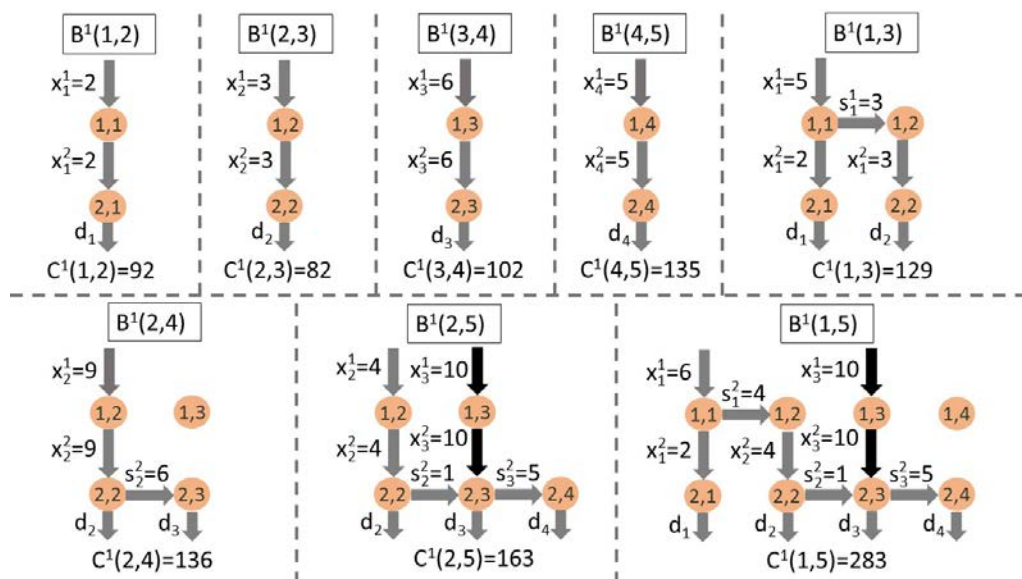 B¹(1,2)
x₁¹=2
1,1
x₁²=2
2,1
d₁
C¹(1,2)=92
B¹(2,3)
x₂¹=3
1,2
x₂²=3
2,2
d₂
C¹(2,3)=82
B¹(3,4)
x₃¹=6
1,3
x₃²=6
2,3
d₃
C¹(3,4)=102
B¹(4,5)
x₄¹=5
1,4
x₄²=5
2,4
d₄
C¹(4,5)=135
B¹(1,3)
x₁¹=5
s₁¹=3
1,1 1,2
x₁²=2 x₁²=3
2,1 2,2
d₁ d₂
C¹(1,3)=129
B¹(2,4)
x₂¹=9
1,2 1,3
x₂²=9
s₂²=6
2,2 2,3
d₂ d₃
C¹(2,4)=136
B¹(2,5)
x₂¹=4 x₃¹=10
1,2 1,3
x₂²=4 x₃²=10
s₂²=1 s₃²=5
2,2 2,3 2,4
d₂ d₃ d₄
C¹(2,5)=163
B¹(1,5)
x₁¹=6 x₃¹=10
s₁²=4
1,1 1,2 1,3 1,4
x₁²=2 x₂²=4 x₃²=10
s₂²=1 s₃²=5
2,1 2,2 2,3 2,4
d₁ d₂ d₃ d₄
C¹(1,5)=283